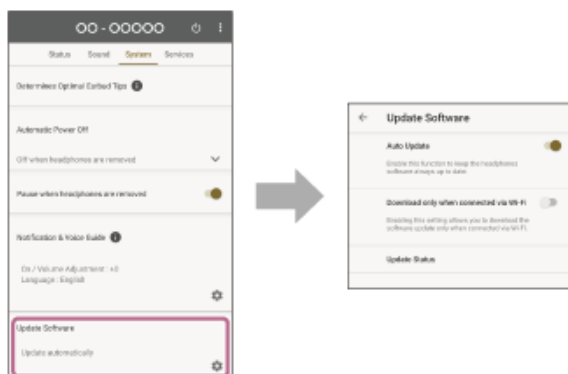 OO-OOOOO
Status Sound System Services
Determines Optimal Earbud Tips
Automatic Power Off
Off when headphones are removed
Pause when headphones are removed
Notification & Voice Guide
On / Volume Adjustment : +0
Language : English
Update Software
Update automatically
Update Software
Auto Update
Enable this function to keep the headphones
software always up to date.
Download only when connected via Wi-Fi
Enabling this setting allows you to download the
software update only when connected via Wi-Fi.
Update Status